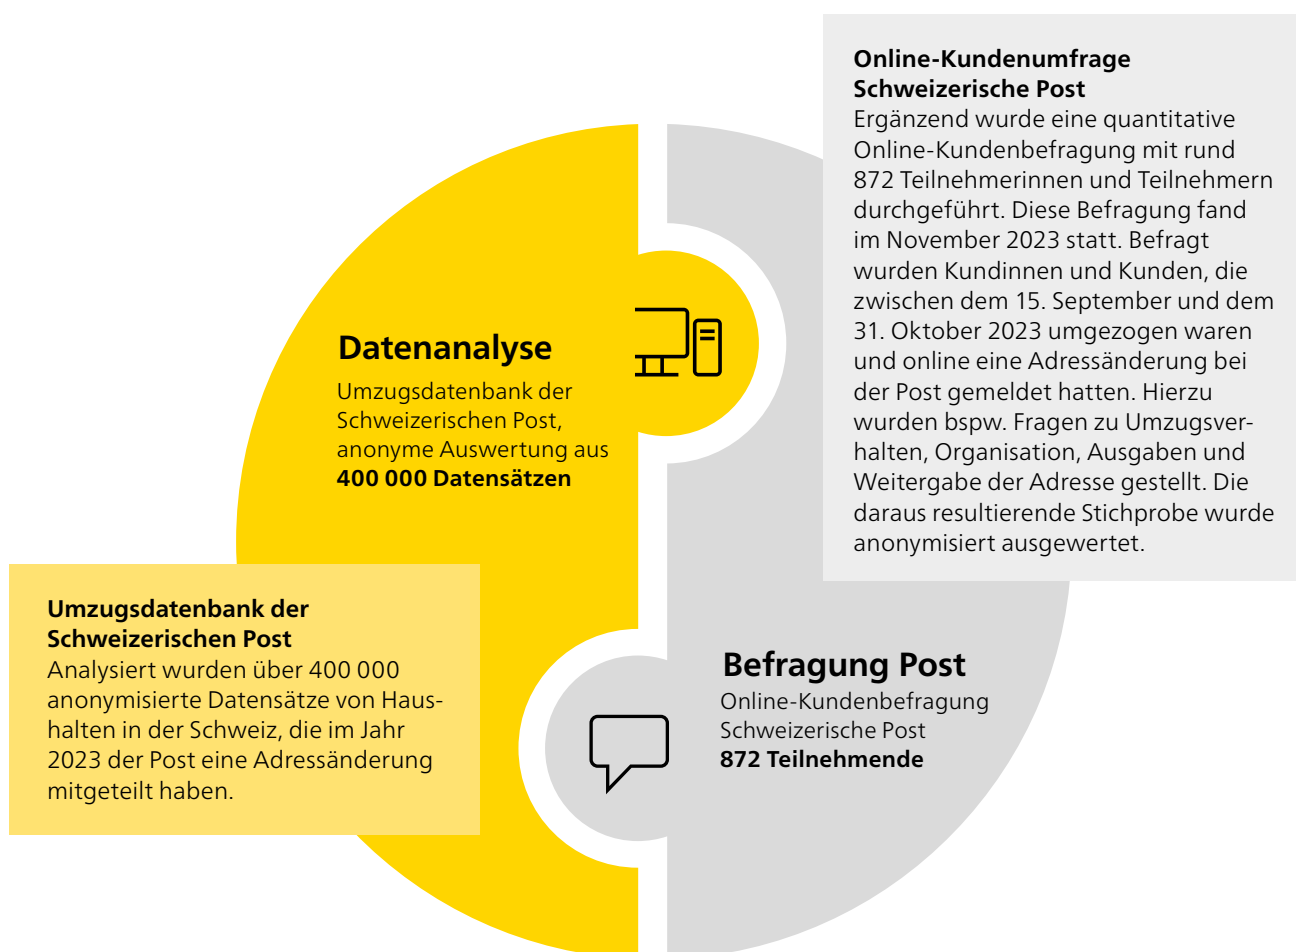 Online-Kundenumfrage
Schweizerische Post
Ergänzend wurde eine quantitative
Online-Kundenbefragung mit rund
872 Teilnehmerinnen und Teilnehmern
durchgeführt. Diese Befragung fand
im November 2023 statt. Befragt
wurden Kundinnen und Kunden, die
zwischen dem 15. September und dem
31. Oktober 2023 umgezogen waren
und online eine Adressänderung bei
der Post gemeldet hatten. Hierzu
wurden bspw. Fragen zu Umzugsver-
halten, Organisation, Ausgaben und
Weitergabe der Adresse gestellt. Die
daraus resultierende Stichprobe wurde
anonymisiert ausgewertet.
Datenanalyse
Umzugsdatenbank der
Schweizerischen Post,
anonyme Auswertung aus
400 000 Datensätzen
Umzugsdatenbank der
Schweizerischen Post
Analysiert wurden über 400 000
anonymisierte Datensätze von Haus-
halten in der Schweiz, die im Jahr
2023 der Post eine Adressänderung
mitgeteilt haben.
Befragung Post
Online-Kundenbefragung
Schweizerische Post
872 Teilnehmende